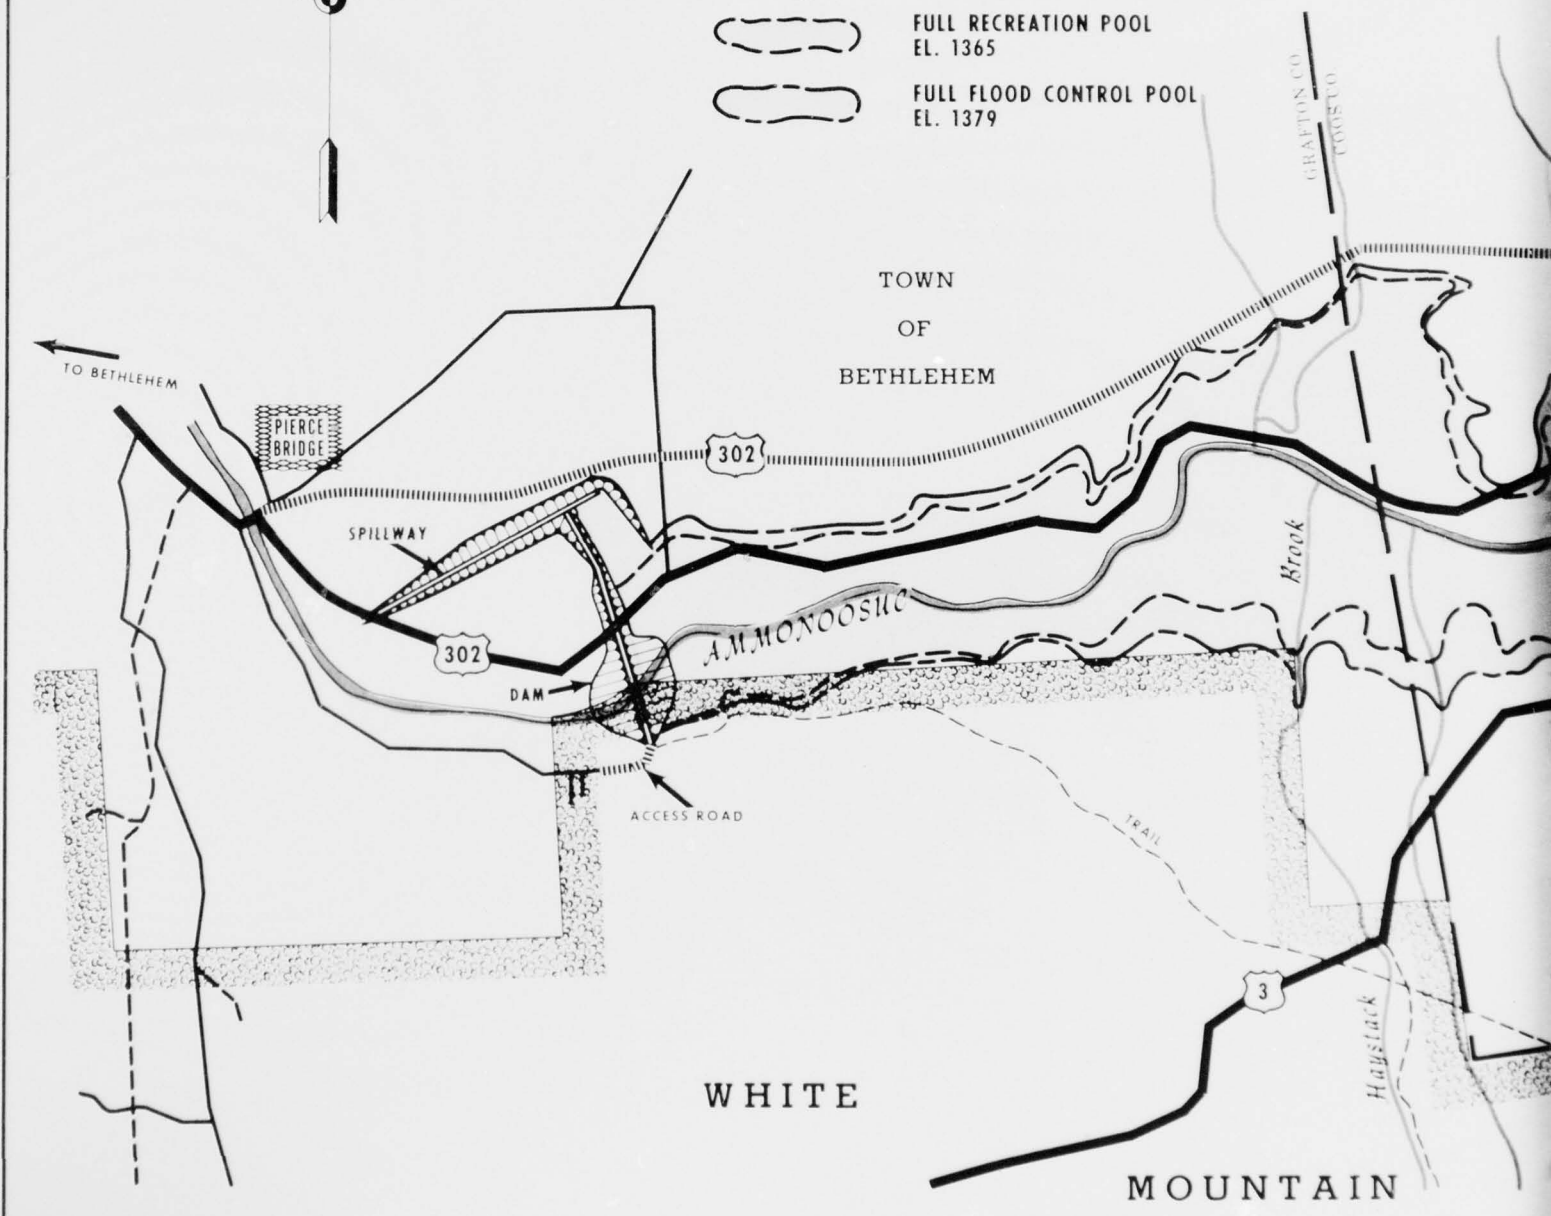 FULL RECREATION POOL
EL. 1365
FULL FLOOD CONTROL POOL
EL. 1379
GRAFTON CO
COOS CO
TOWN
OF
BETHLEHEM
TO BETHLEHEM
PIERCE
BRIDGE
302
SPILLWAY
Brook
AMMONOOSUC
302
DAM
ACCESS ROAD
TRAIL
3
Haystack
WHITE
MOUNTAIN